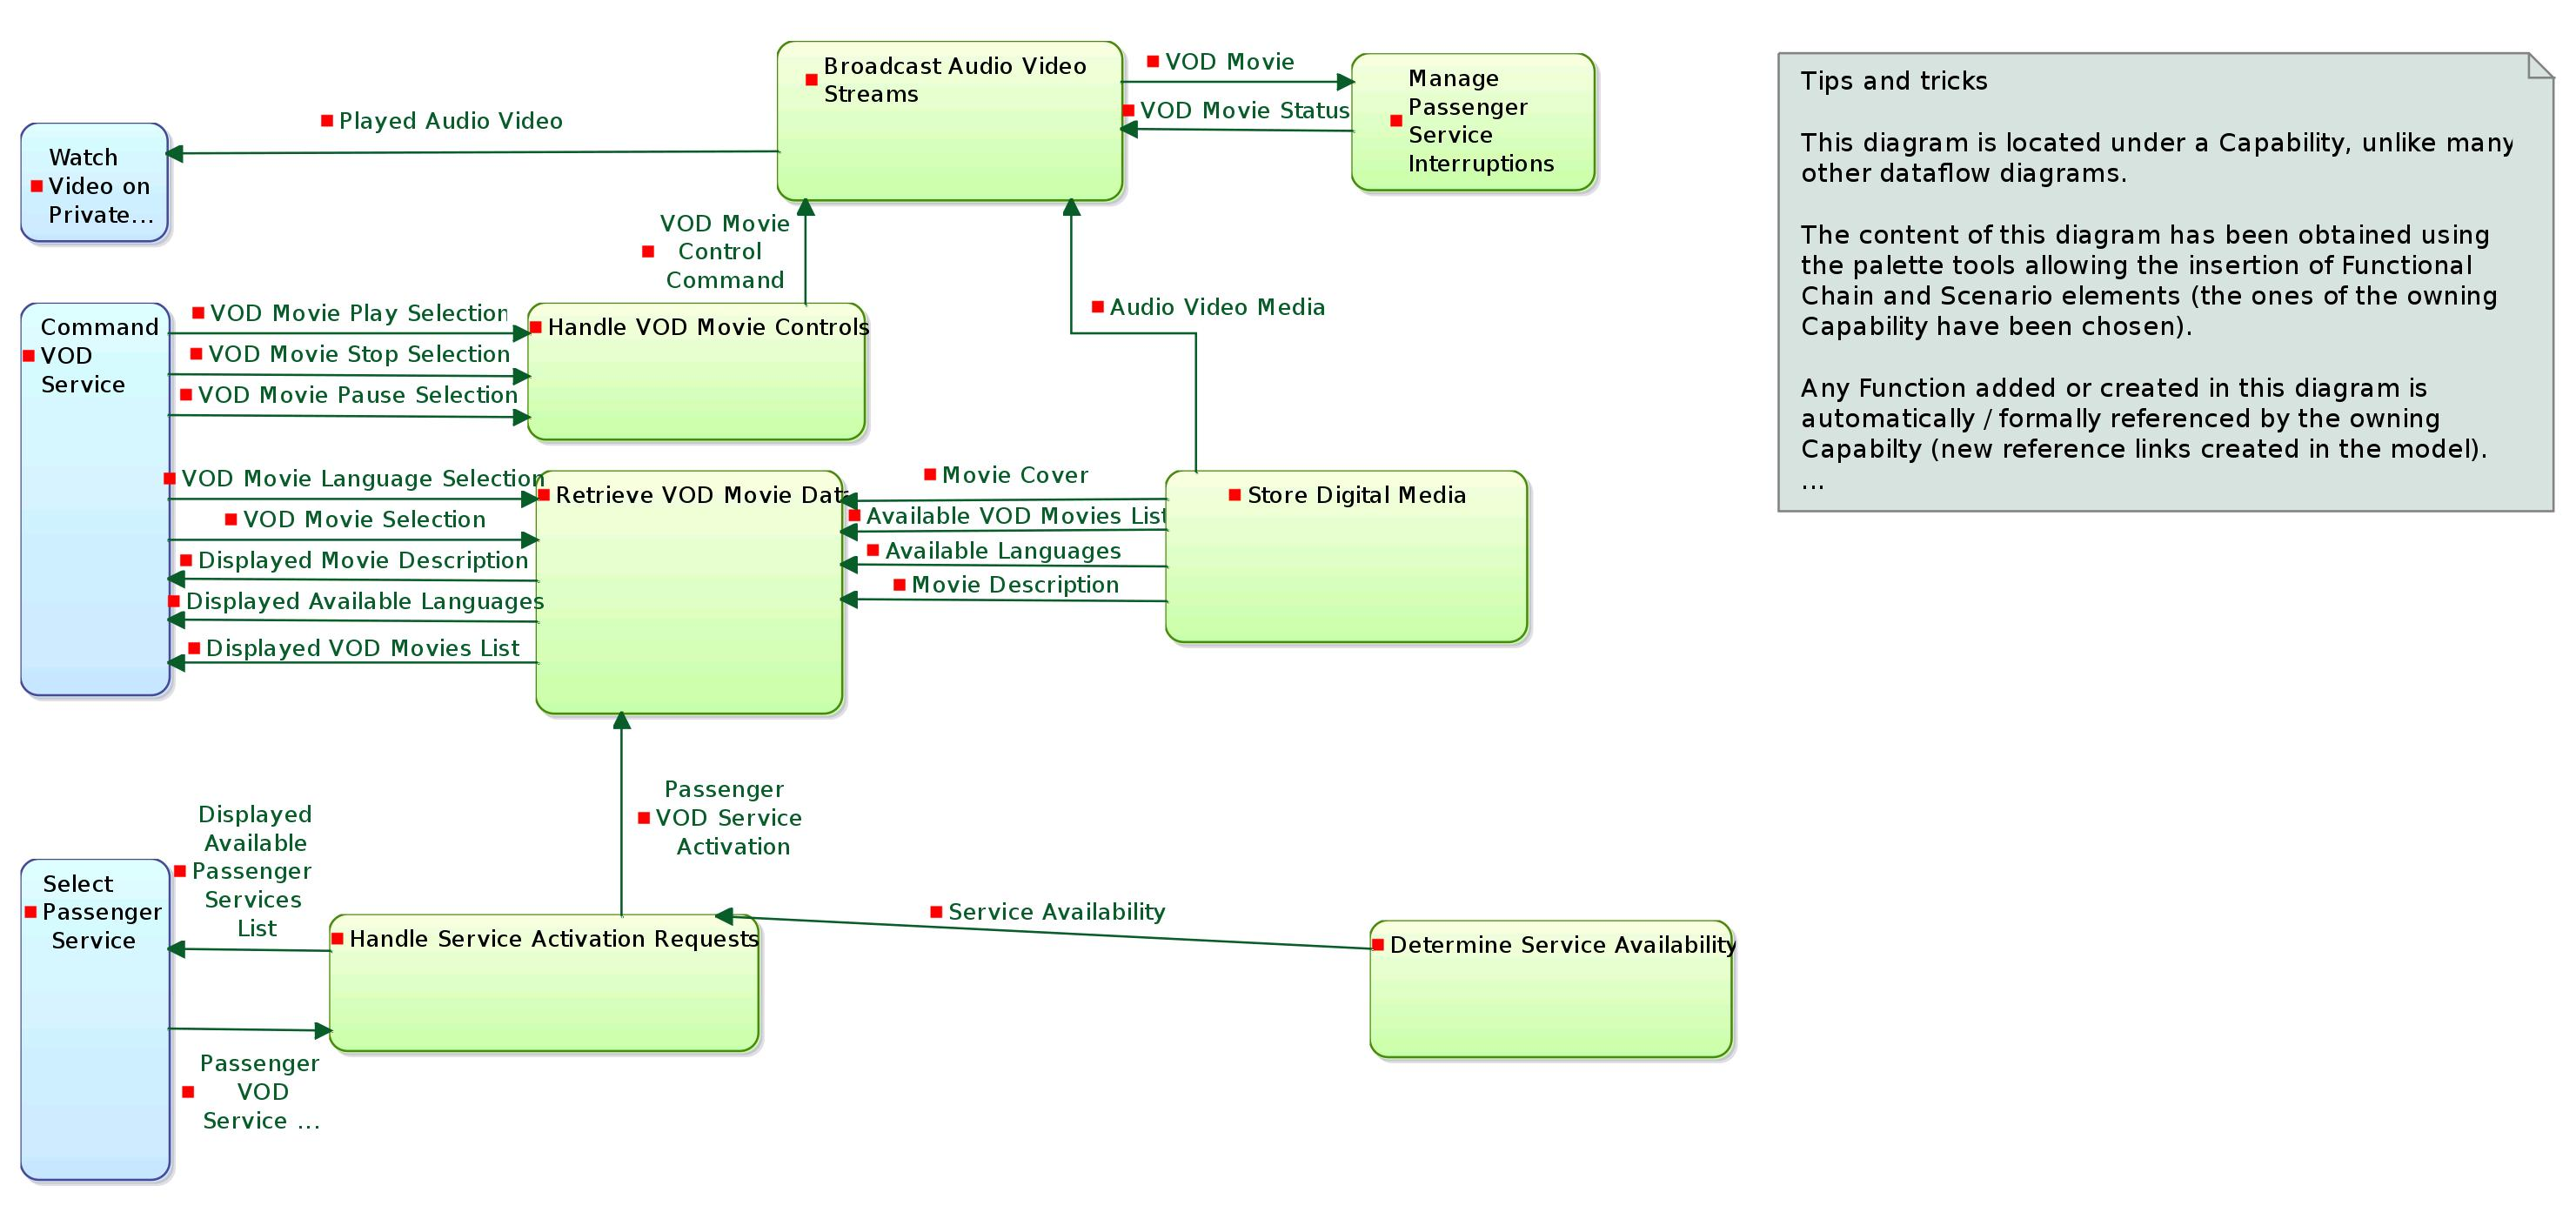 Broadcast Audio Video
Streams
VOD Movie
VOD Movie Status
Manage
Passenger
Service
Interruptions
Played Audio Video
Watch
Video on
Private...
VOD Movie
Control
Command
Audio Video Media
Command
VOD
Service
VOD Movie Play Selection
VOD Movie Stop Selection
VOD Movie Pause Selection
Handle VOD Movie Controls
VOD Movie Language Selection
VOD Movie Selection
Displayed Movie Description
Displayed Available Languages
Displayed VOD Movies List
Retrieve VOD Movie Data
Movie Cover
Available VOD Movies List
Available Languages
Movie Description
Store Digital Media
Passenger
VOD Service
Activation
Displayed
Available
Passenger
Services
List
Select
Passenger
Service
Handle Service Activation Requests
Service Availability
Determine Service Availability
Passenger
VOD
Service ...
Tips and tricks
This diagram is located under a Capability, unlike many
other dataflow diagrams.
The content of this diagram has been obtained using
the palette tools allowing the insertion of Functional
Chain and Scenario elements (the ones of the owning
Capability have been chosen).
Any Function added or created in this diagram is
automatically / formally referenced by the owning
Capabilty (new reference links created in the model).
...